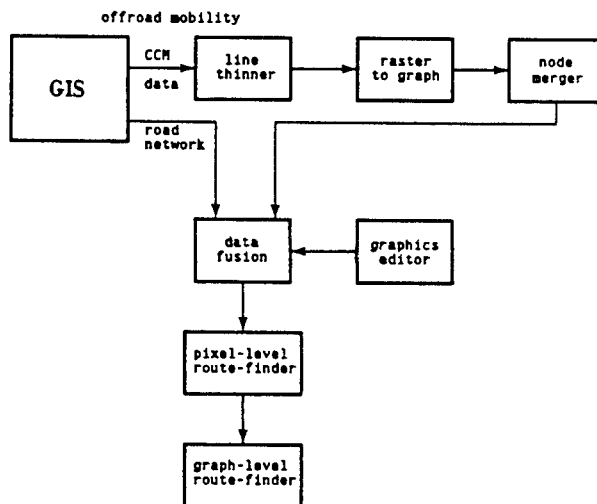 offroad mobility
GIS
CCM
data
line
thinner
raster
to graph
node
merger
road
network
data
fusion
graphics
editor
pixel-level
route-finder
graph-level
route-finder